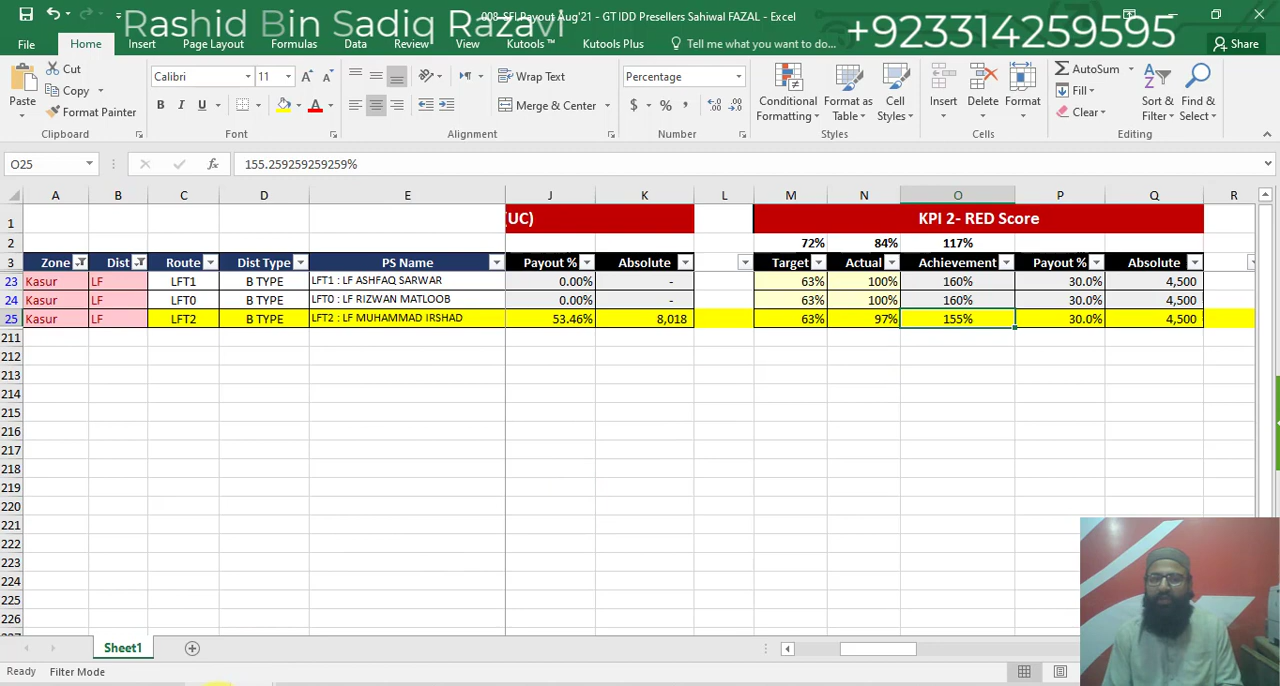 008-SFI Payout Aug'21 - GT IDD Presellers Sahiwal FAZAL - Excel
Rashid Bin Sadiq Razavi
+923314259595
File Home Insert Page Layout Formulas Data Review View Kutools™ Kutools Plus Tell me what you want to do... Share
Paste
Cut
Copy
Format Painter
Clipboard
Calibri 11
B I U
Font
Wrap Text
Merge & Center
Alignment
Percentage
$ % ,
Number
Conditional Formatting
Format as Table
Cell Styles
Styles
Insert Delete Format
Cells
AutoSum
Fill
Clear
Sort & Filter
Find & Select
Editing
O25 fx 155.259259259259%
A B C D E J K L M N O P Q R
1 (UC) KPI 2- RED Score
2 72% 84% 117%
3 Zone Dist Route Dist Type PS Name Payout % Absolute Target Actual Achievement Payout % Absolute
23 Kasur LF LFT1 B TYPE LFT1 : LF ASHFAQ SARWAR 0.00% - 63% 100% 160% 30.0% 4,500
24 Kasur LF LFT0 B TYPE LFT0 : LF RIZWAN MATLOOB 0.00% - 63% 100% 160% 30.0% 4,500
25 Kasur LF LFT2 B TYPE LFT2 : LF MUHAMMAD IRSHAD 53.46% 8,018 63% 97% 155% 30.0% 4,500
211
212
213
214
215
216
217
218
219
220
221
222
223
224
225
226
Sheet1
Ready Filter Mode